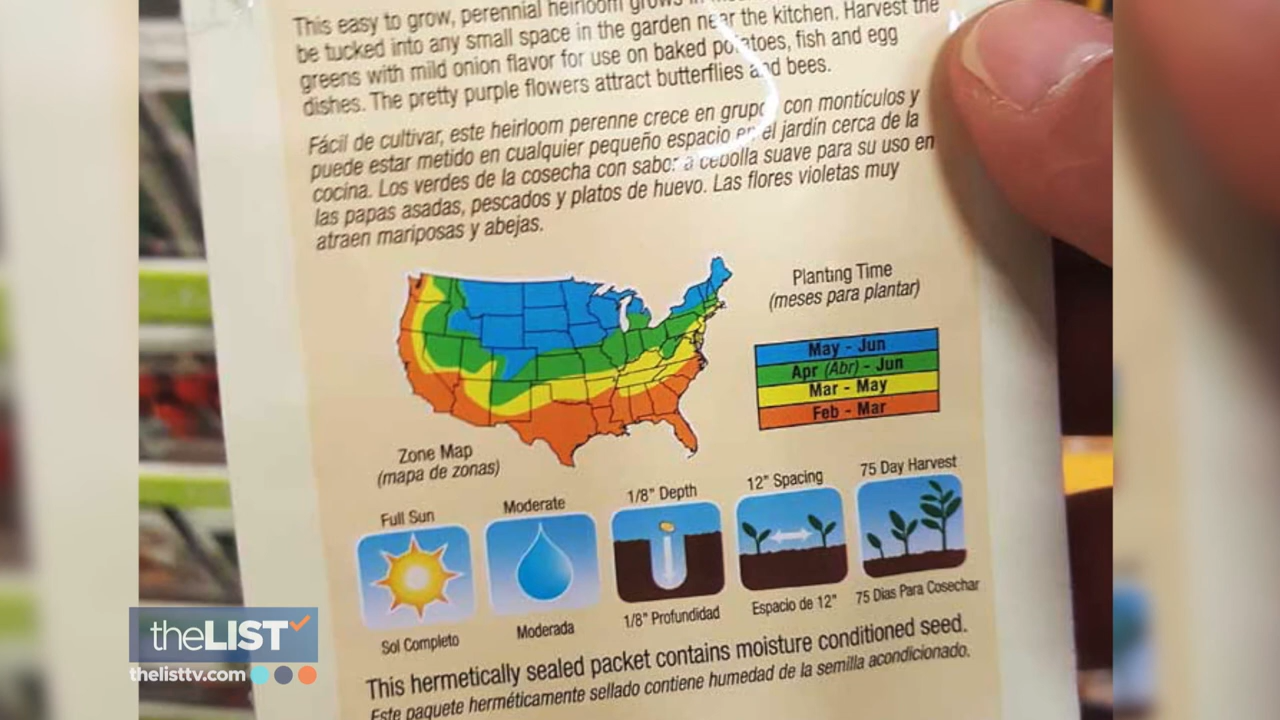 This easy to grow, perennial heirloom grows in
be tucked into any small space in the garden near the kitchen. Harvest the
greens with mild onion flavor for use on baked potatoes, fish and egg
dishes. The pretty purple flowers attract butterflies and bees.
Fácil de cultivar, este heirloom perenne crece en grupo con montículos y
puede estar metido en cualquier pequeño espacio en el jardín cerca de la
cocina. Los verdes de la cosecha con sabor a cebolla suave para su uso en
las papas asadas, pescados y platos de huevo. Las flores violetas muy
atraen mariposas y abejas.
Planting Time
(meses para plantar)
May - Jun
Apr (Abr) - Jun
Mar - May
Feb - Mar
Zone Map
(mapa de zonas)
Full Sun
Moderate
1/8" Depth
12" Spacing
75 Day Harvest
Sol Completo
Moderada
1/8" Profundidad
Espacio de 12"
75 Dias Para Cosechar
This hermetically sealed packet contains moisture conditioned seed.
Este paquete herméticamente sellado contiene humedad de la semilla acondicionado.
theLIST
thelisttv.com